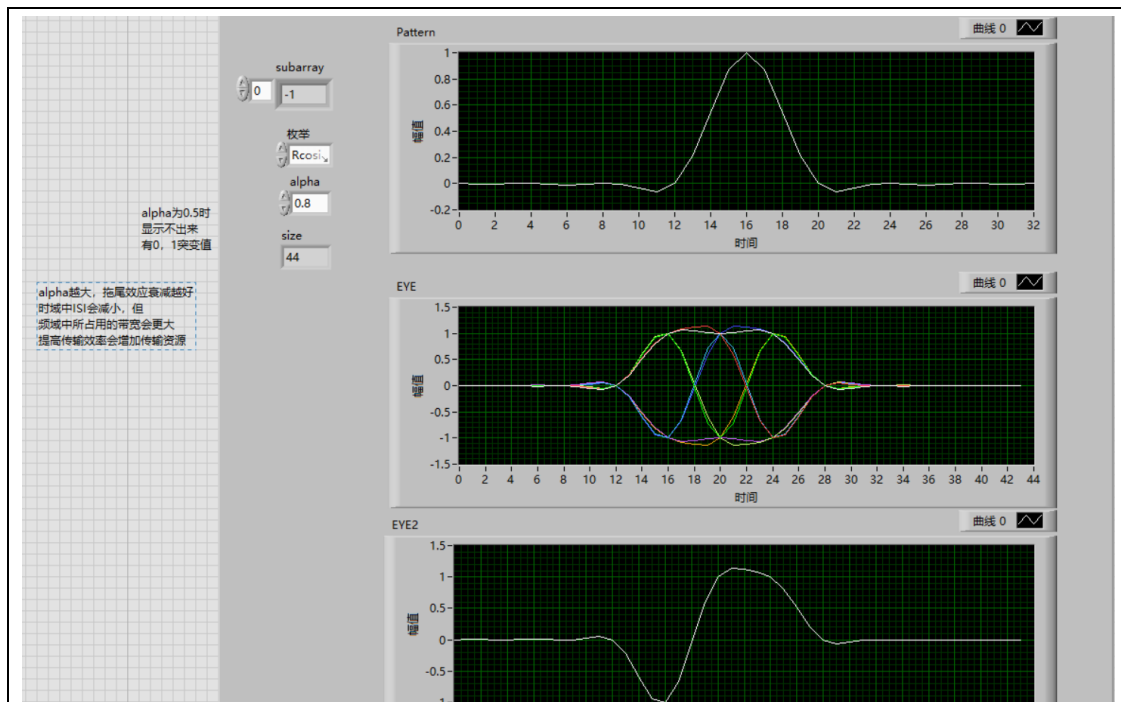 Pattern
曲线 0
subarray
0
-1
枚举
Rcosi
alpha
0.8
size
44
alpha为0.5时
显示不出来
有0，1突变值
alpha越大，拖尾效应衰减越好
时域中ISI会减小，但
频域中所占用的带宽会更大
提高传输效率会增加传输资源
1
0.8
0.6
0.4
0.2
0
-0.2
幅值
0 2 4 6 8 10 12 14 16 18 20 22 24 26 28 30 32
时间
EYE
曲线 0
1.5
1
0.5
0
-0.5
-1
-1.5
幅值
0 2 4 6 8 10 12 14 16 18 20 22 24 26 28 30 32 34 36 38 40 42 44
时间
EYE2
曲线 0
1.5
1
0.5
0
-0.5
-1
幅值